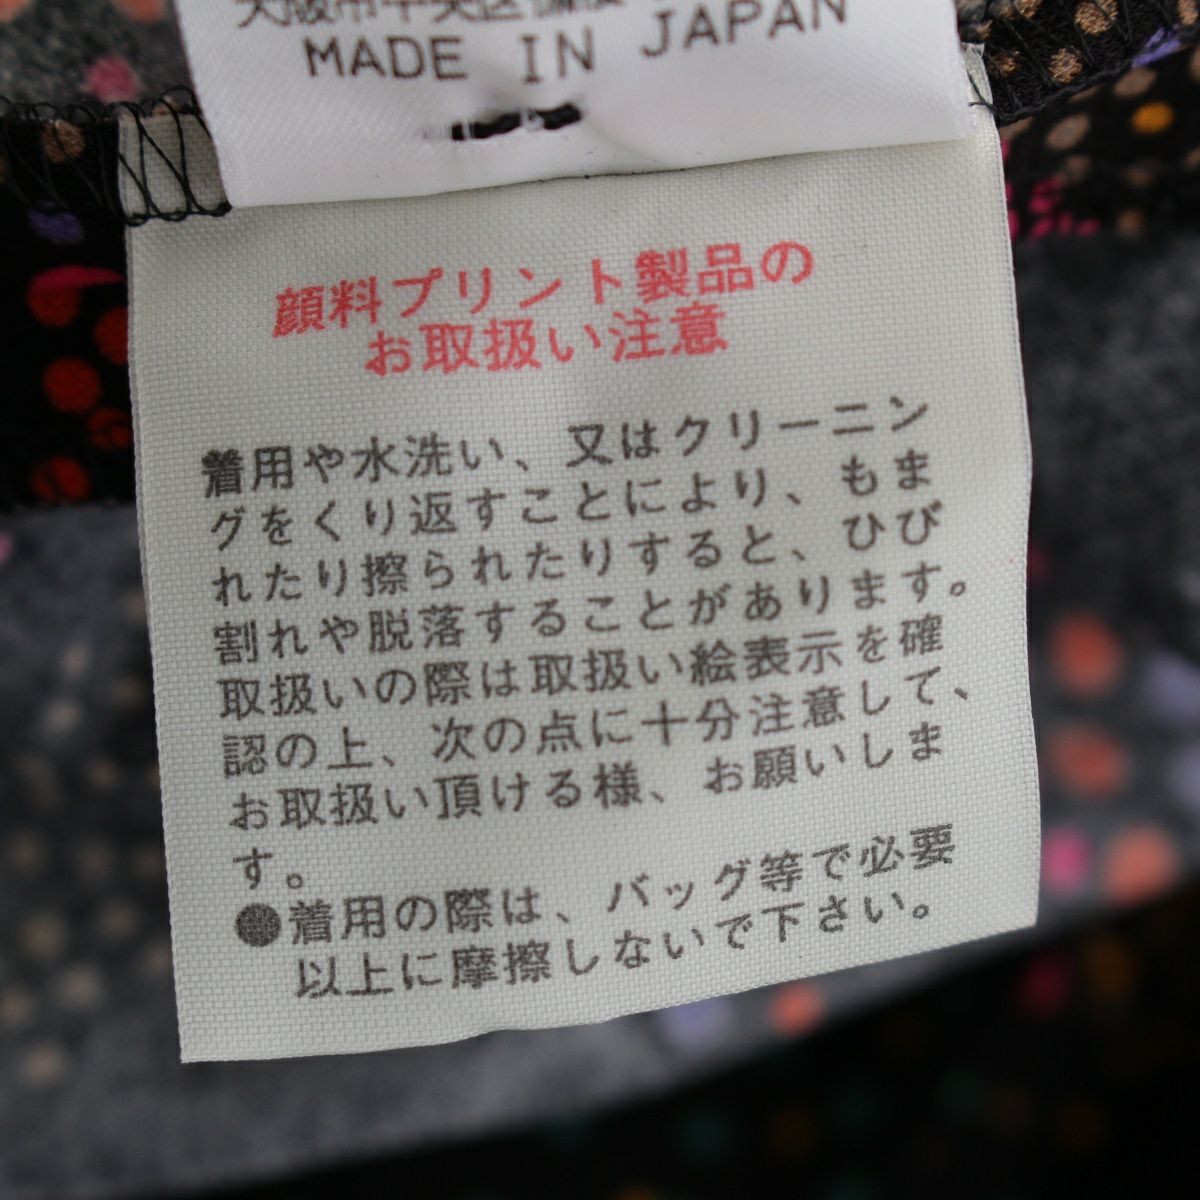 大阪市中央区
MADE IN JAPAN
顔料プリント製品の
お取扱い注意
着用や水洗い、又はクリーニン
グをくり返すことにより、もま
れたり擦られたりすると、ひび
割れや脱落することがあります。
取扱いの際は取扱い絵表示を確
認の上、次の点に十分注意して、
お取扱い頂ける様、お願いしま
す。
●着用の際は、バッグ等で必要
以上に摩擦しないで下さい。